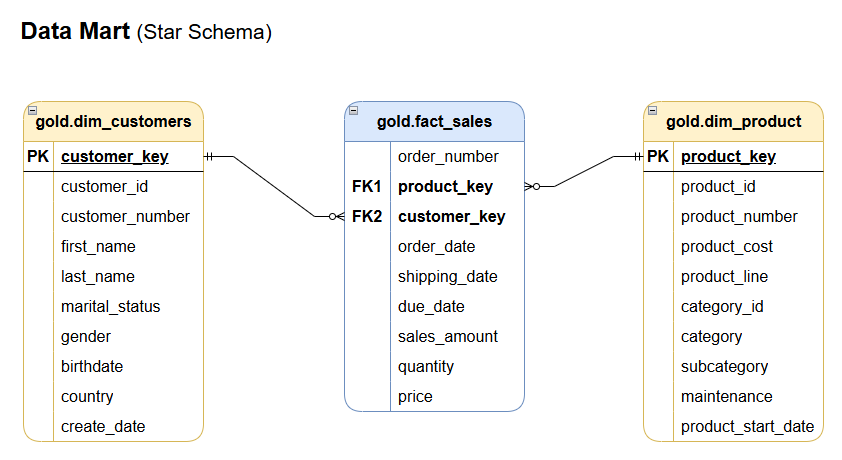 Data Mart (Star Schema)
gold.dim_customers
PK customer_key
customer_id
customer_number
first_name
last_name
marital_status
gender
birthdate
country
create_date
gold.fact_sales
order_number
FK1 product_key
FK2 customer_key
order_date
shipping_date
due_date
sales_amount
quantity
price
gold.dim_product
PK product_key
product_id
product_number
product_cost
product_line
category_id
category
subcategory
maintenance
product_start_date